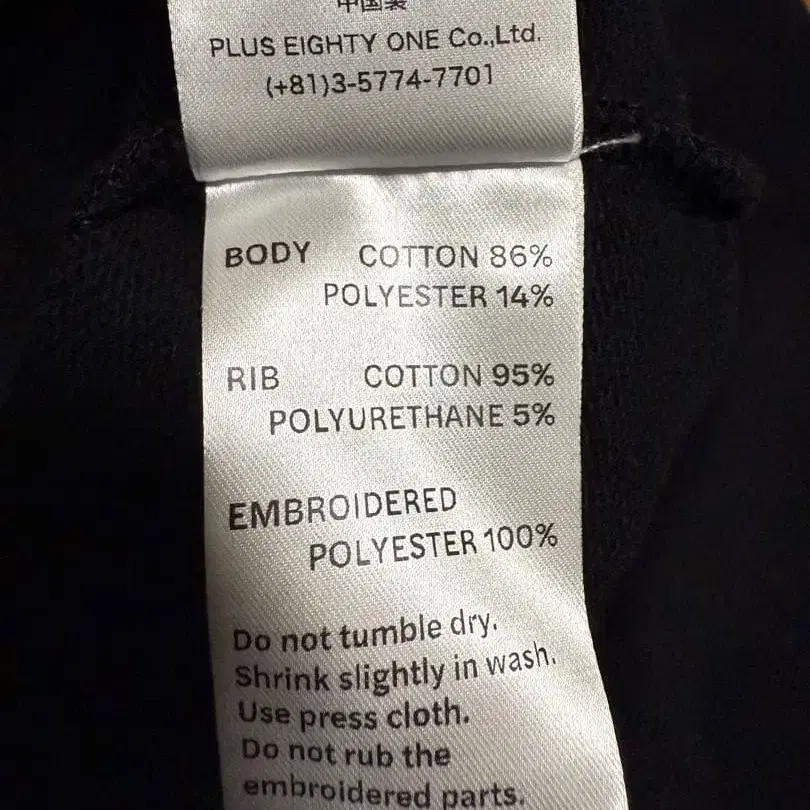 中国製
PLUS EIGHTY ONE Co.,Ltd.
(+81)3-5774-7701
BODY COTTON 86%
POLYESTER 14%
RIB COTTON 95%
POLYURETHANE 5%
EMBROIDERED
POLYESTER 100%
Do not tumble dry.
Shrink slightly in wash.
Use press cloth.
Do not rub the
embroidered parts.